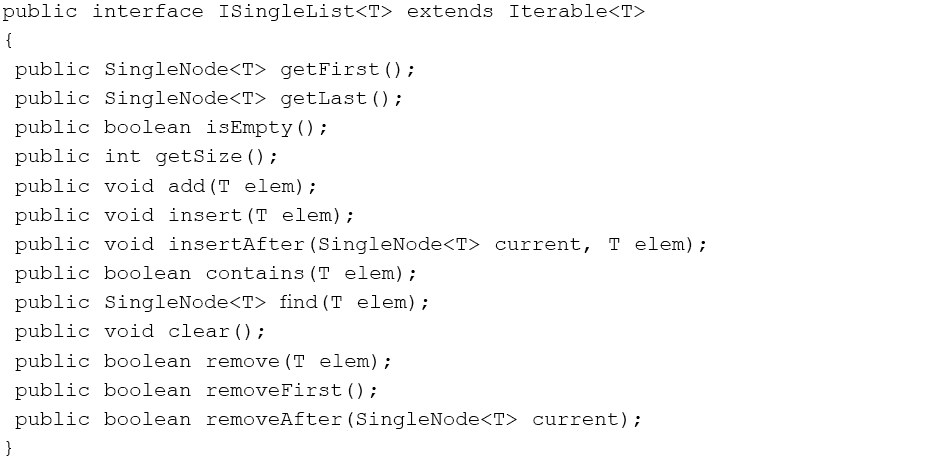 public interface ISingleList<T> extends Iterable<T>
{
public SingleNode<T> getFirst();
public SingleNode<T> getLast();
public boolean isEmpty();
public int getSize();
public void add(T elem);
public void insert(T elem);
public void insertAfter(SingleNode<T> current, T elem);
public boolean contains(T elem);
public SingleNode<T> find(T elem);
public void clear();
public boolean remove(T elem);
public boolean removeFirst();
public boolean removeAfter(SingleNode<T> current);
}